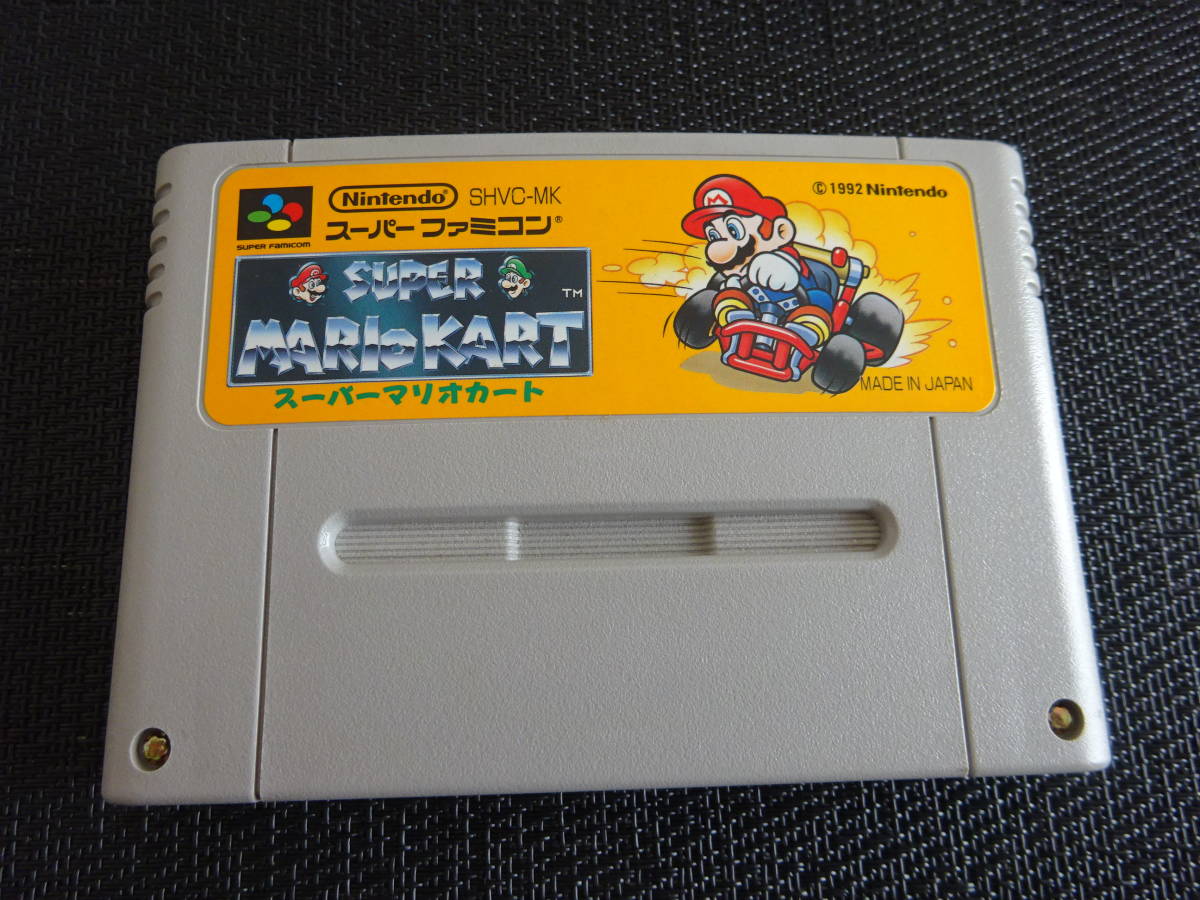 SUPER FAMICOM
Nintendo® SHVC-MK
スーパーファミコン®
© 1992 Nintendo
M
SUPER
MARIO KART TM
スーパーマリオカート
MADE IN JAPAN